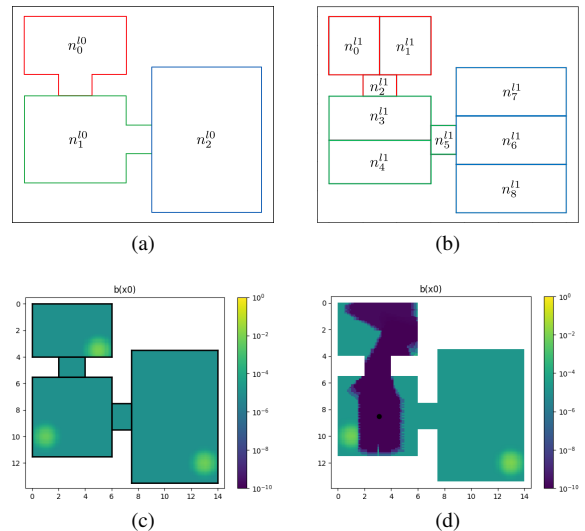 n_0^{l0}
n_1^{l0}
n_2^{l0}
(a)
n_0^{l1}
n_1^{l1}
n_2^{l1}
n_3^{l1}
n_4^{l1}
n_5^{l1}
n_7^{l1}
n_6^{l1}
n_8^{l1}
(b)
b(x0)
0
2
4
6
8
10
12
0 2 4 6 8 10 12 14
10^0
10^{-2}
10^{-4}
10^{-6}
10^{-8}
10^{-10}
(c)
b(x0)
0
2
4
6
8
10
12
0 2 4 6 8 10 12 14
10^0
10^{-2}
10^{-4}
10^{-6}
10^{-8}
10^{-10}
(d)